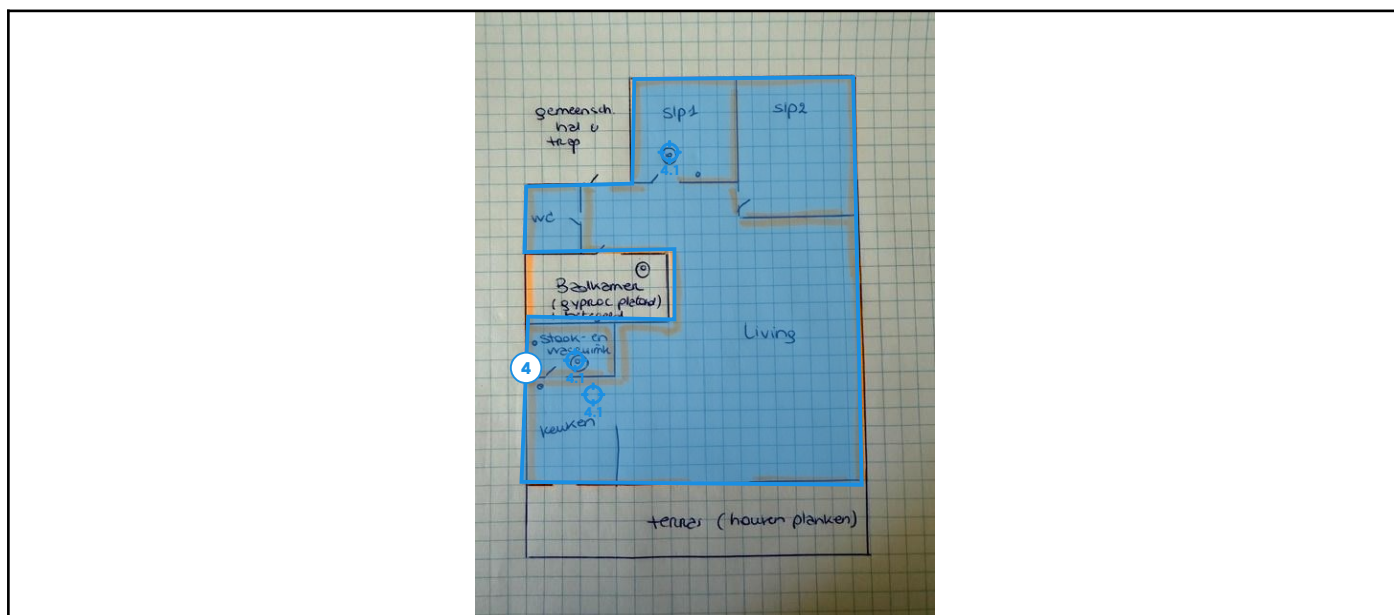 gemeensch.
hal u
trap
slp1
slp2
4.1
wc
Badkamer
(gyproc plafond)
Living
stook- en
4
4.1
4.1
keuken
terras (houten planken)